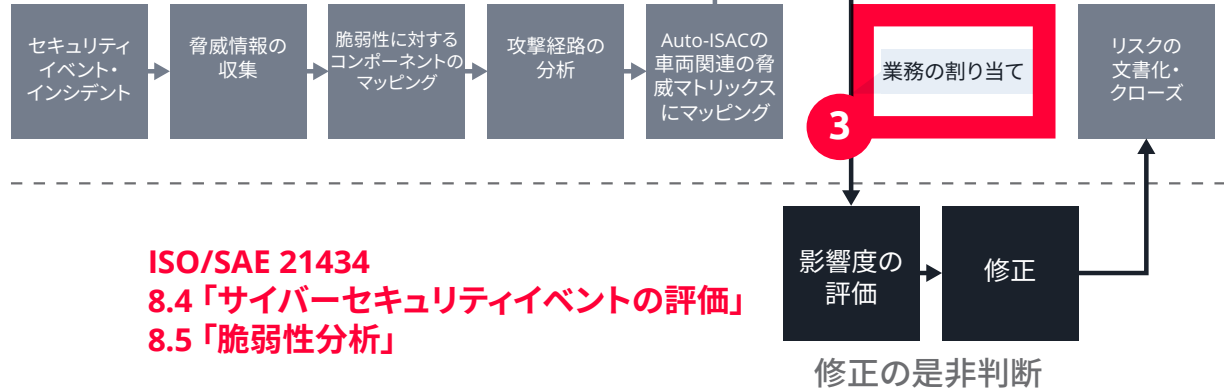 セキュリティ
イベント・
インシデント
脅威情報の
収集
脆弱性に対する
コンポーネントの
マッピング
攻撃経路の
分析
Auto-ISACの
車両関連の脅
威マトリックス
にマッピング
業務の割り当て
3
リスクの
文書化・
クローズ
ISO/SAE 21434
8.4「サイバーセキュリティイベントの評価」
8.5「脆弱性分析」
影響度の
評価
修正
修正の是非判断